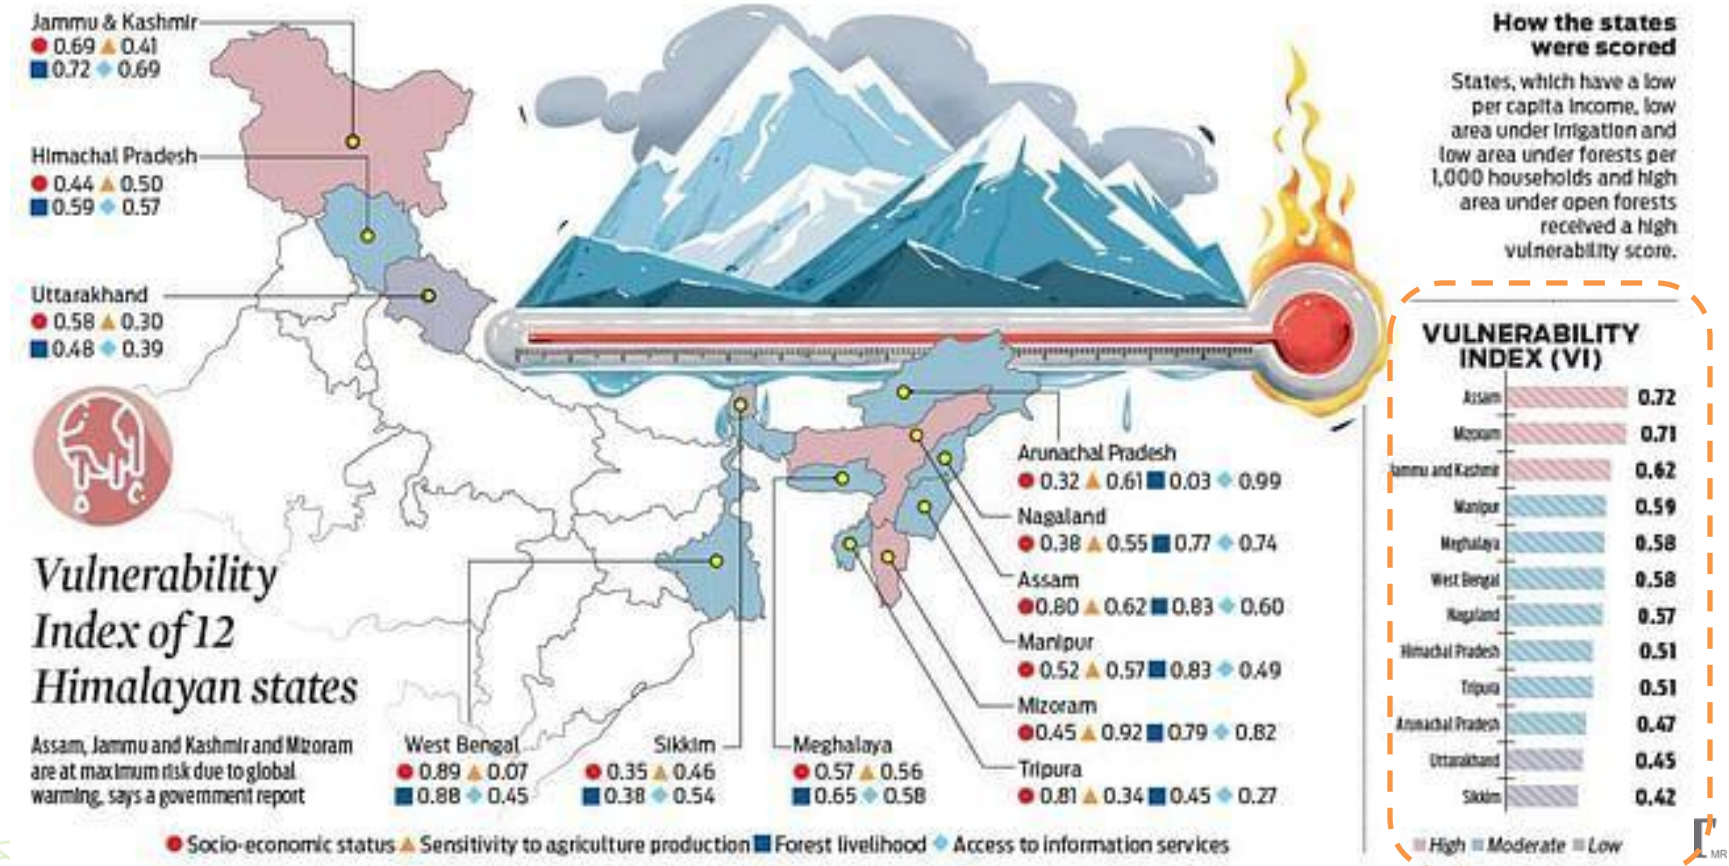 Jammu & Kashmir
0.69 0.41
0.72 0.69
Himachal Pradesh
0.44 0.50
0.59 0.57
Uttarakhand
0.58 0.30
0.48 0.39
Vulnerability
Index of 12
Himalayan states
Assam, Jammu and Kashmir and Mizoram
are at maximum risk due to global
warming, says a government report
West Bengal
0.89 0.07
0.88 0.45
Sikkim
0.35 0.46
0.38 0.54
Meghalaya
0.57 0.56
0.65 0.58
Arunachal Pradesh
0.32 0.61 0.03 0.99
Nagaland
0.38 0.55 0.77 0.74
Assam
0.80 0.62 0.83 0.60
Manipur
0.52 0.57 0.83 0.49
Mizoram
0.45 0.92 0.79 0.82
Tripura
0.81 0.34 0.45 0.27
Socio-economic status Sensitivity to agriculture production Forest livelihood Access to information services
How the states
were scored
States, which have a low
per capita income, low
area under irrigation and
low area under forests per
1,000 households and high
area under open forests
received a high
vulnerability score.
VULNERABILITY
INDEX (VI)
Assam 0.72
Mizoram 0.71
Jammu and Kashmir 0.62
Manipur 0.59
Meghalaya 0.58
West Bengal 0.58
Nagaland 0.57
Himachal Pradesh 0.51
Tripura 0.51
Arunachal Pradesh 0.47
Uttarakhand 0.45
Sikkim 0.42
High Moderate Low
MR